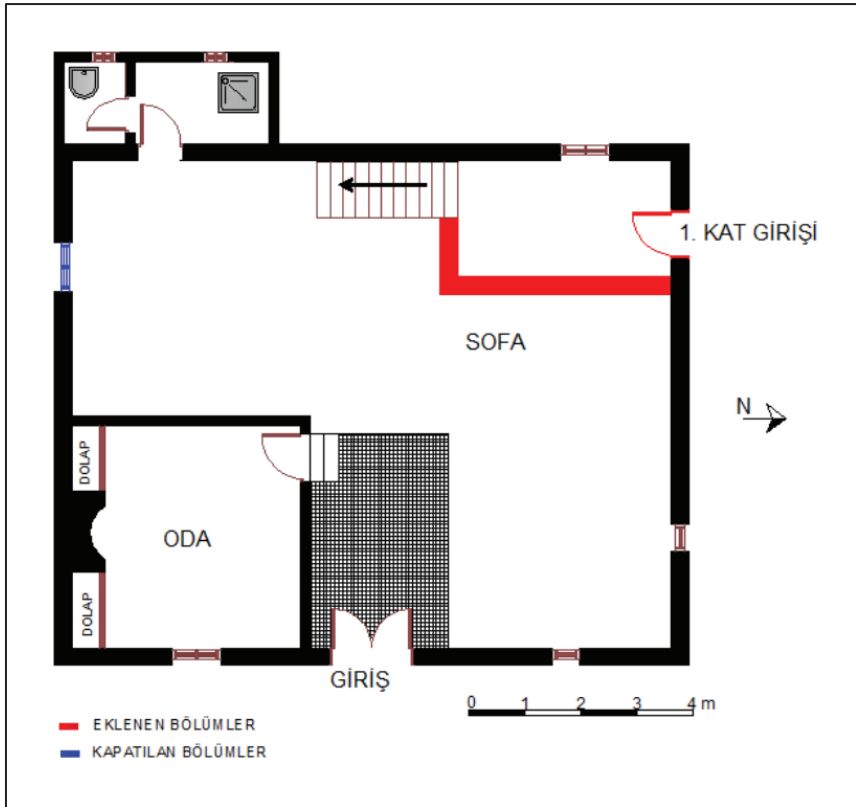 1. KAT GİRİŞİ
SOFA
N
DOLAP
ODA
DOLAP
GİRİŞ
0 1 2 3 4 m
EKLENEN BÖLÜMLER
KAPATILAN BÖLÜMLER